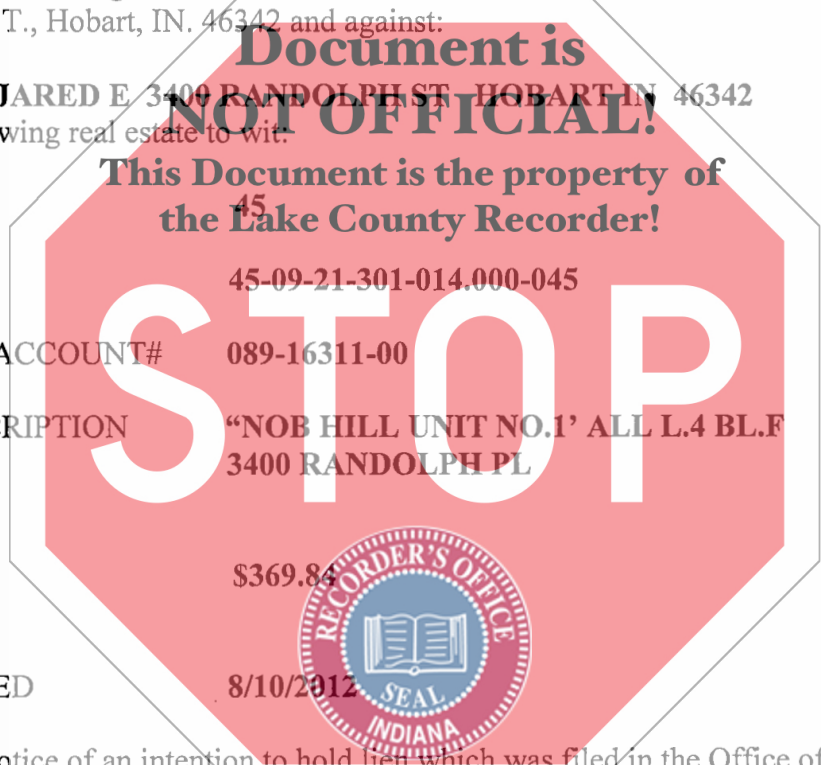 T., Hobart, IN. 46342 and against:
Document is
JARED E 3400 RANDOLPH ST HOBART IN 46342
NOT OFFICIAL!
wing real estate to wit:
This Document is the property of
45
the Lake County Recorder!
45-09-21-301-014.000-045
STOP
ACCOUNT# 089-16311-00
RIPTION “NOB HILL UNIT NO.1’ ALL L.4 BL.F
3400 RANDOLPH PL
$369.84
RECORDER'S OFFICE
SEAL
INDIANA
ED 8/10/2012
otice of an intention to hold lien which was filed in the Office of